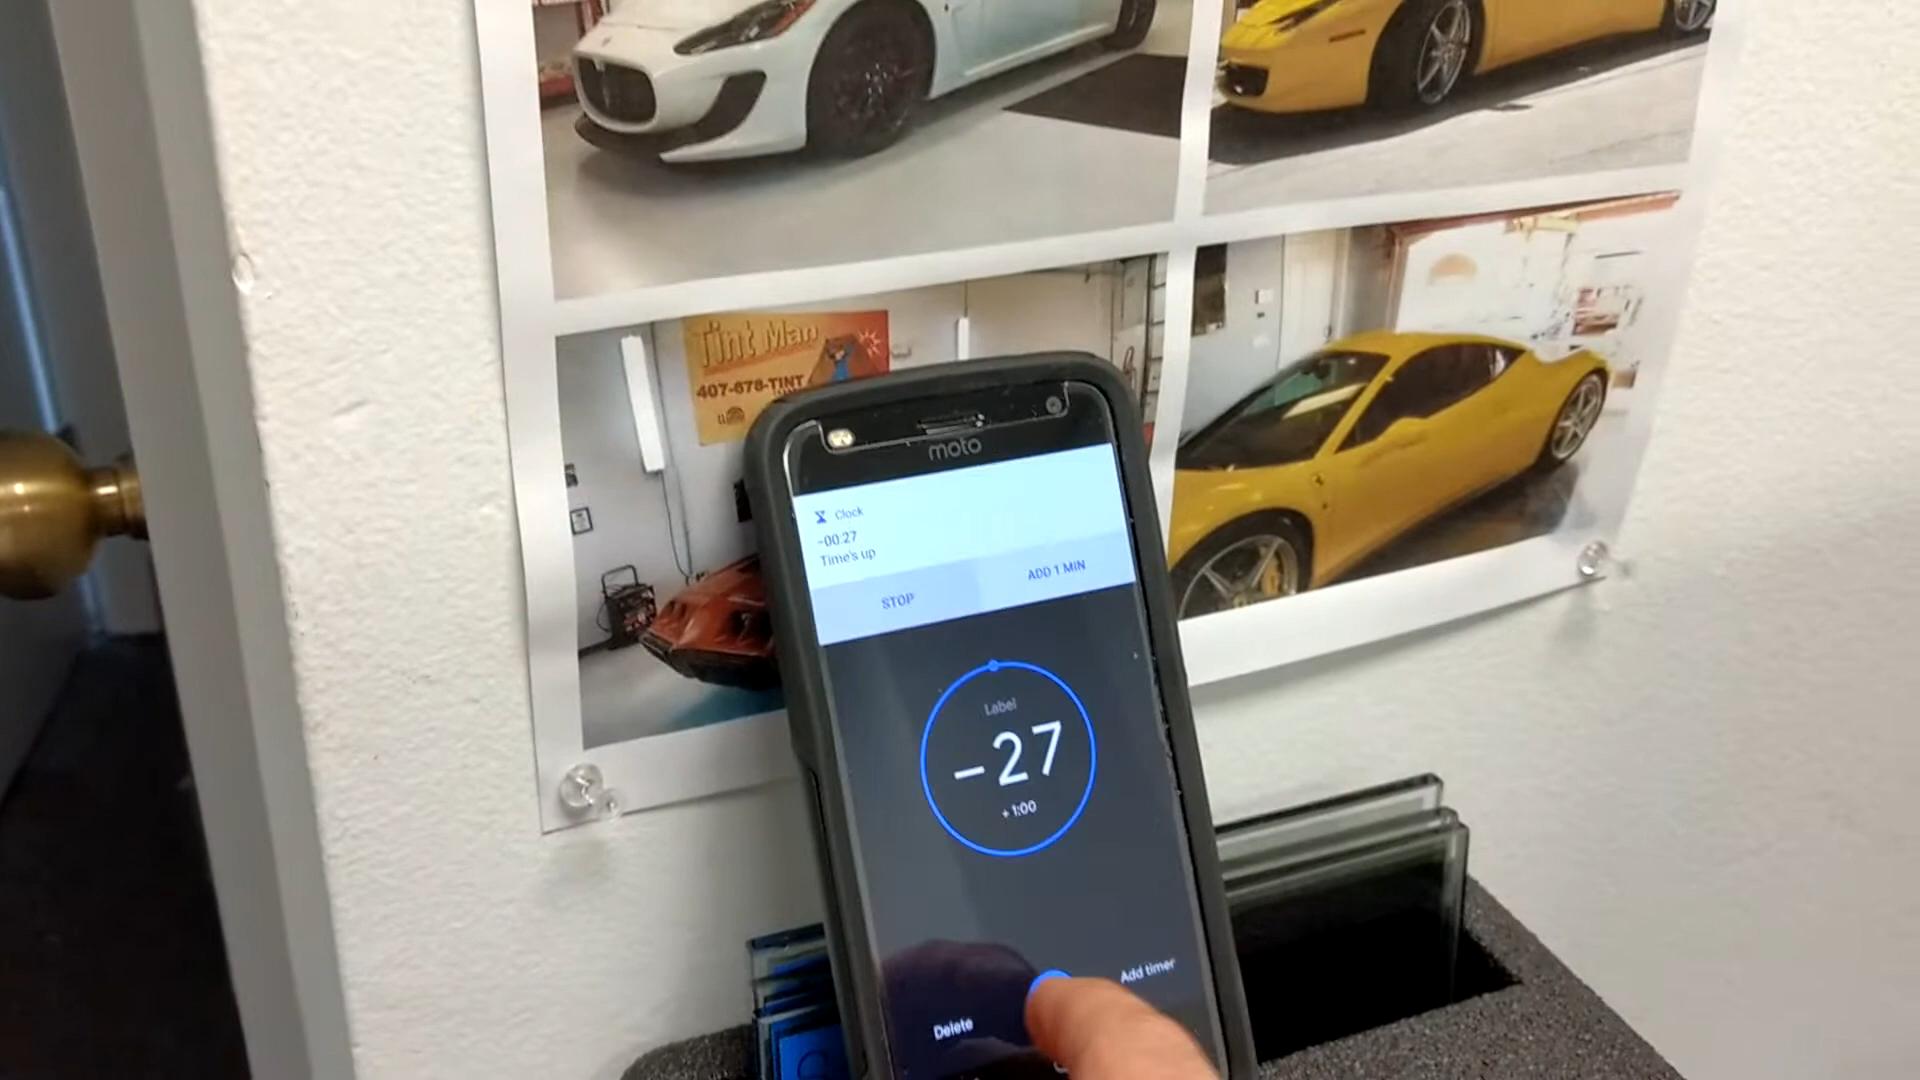 Tint Man
407-678-TINT
moto
Clock
-00:27
Time's up
STOP
ADD 1 MIN
Label
-27
+ 1:00
Add timer
Delete